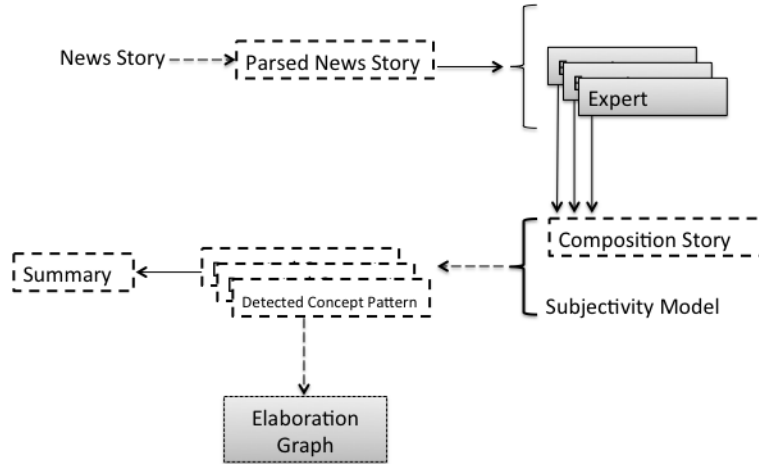 News Story
Parsed News Story
Expert
Composition Story
Summary
Detected Concept Pattern
Subjectivity Model
Elaboration
Graph